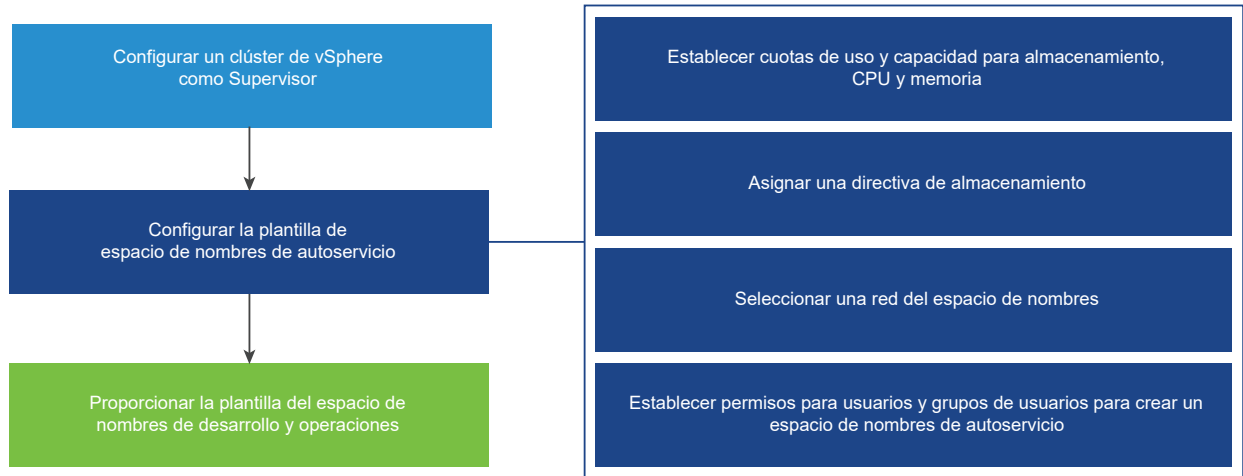 Configurar un clúster de vSphere
como Supervisor
Configurar la plantilla de
espacio de nombres de autoservicio
Proporcionar la plantilla del espacio de
nombres de desarrollo y operaciones
Establecer cuotas de uso y capacidad para almacenamiento,
CPU y memoria
Asignar una directiva de almacenamiento
Seleccionar una red del espacio de nombres
Establecer permisos para usuarios y grupos de usuarios para crear un
espacio de nombres de autoservicio